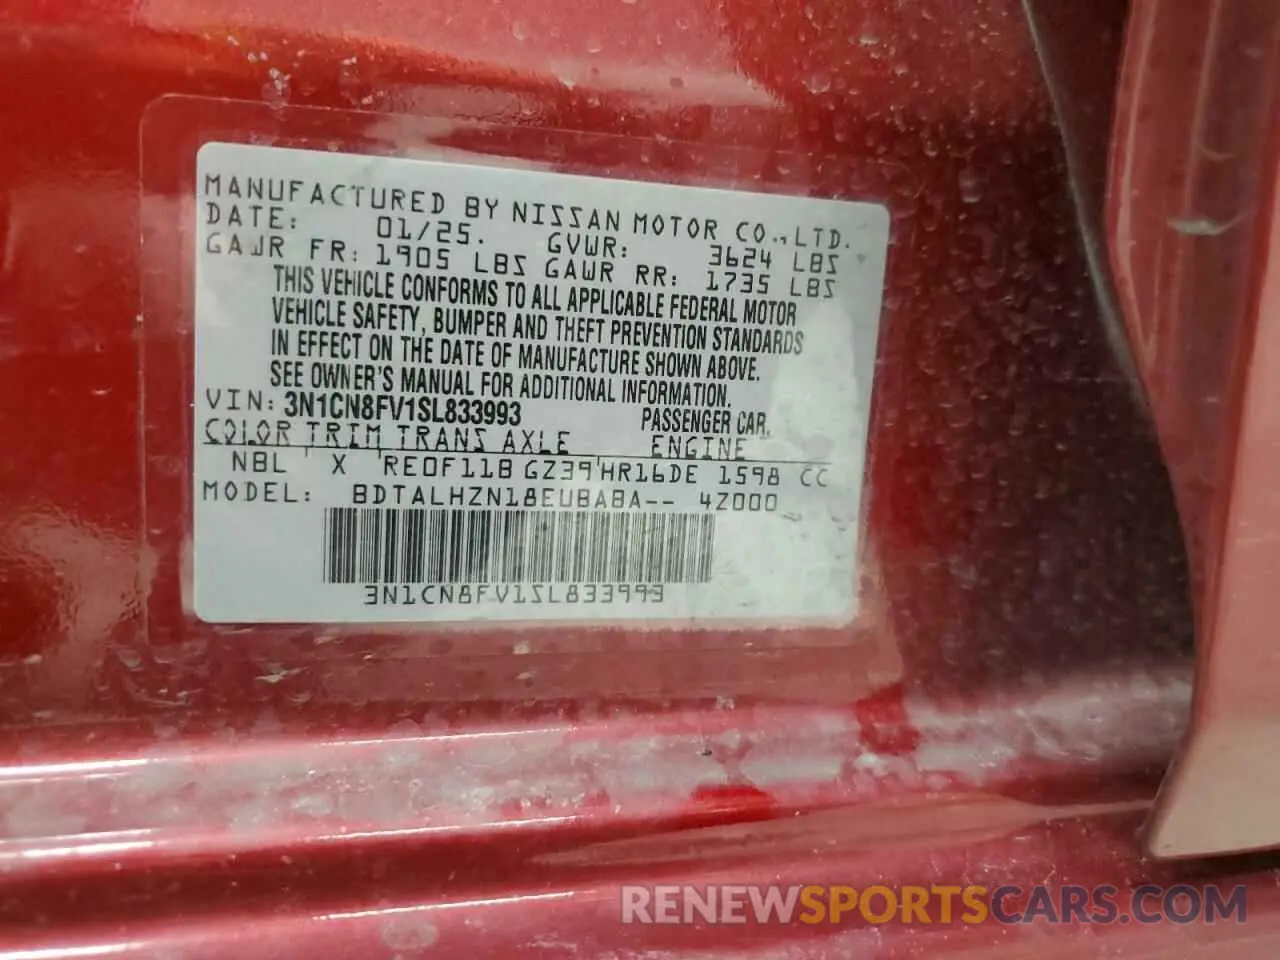 MANUFACTURED BY NISSAN MOTOR CO., LTD.
DATE: 01/25. GVWR: 3624 LBS
GAWR FR: 1905 LBS GAWR RR: 1735 LBS
THIS VEHICLE CONFORMS TO ALL APPLICABLE FEDERAL MOTOR
VEHICLE SAFETY, BUMPER AND THEFT PREVENTION STANDARDS
IN EFFECT ON THE DATE OF MANUFACTURE SHOWN ABOVE.
SEE OWNER'S MANUAL FOR ADDITIONAL INFORMATION.
VIN: 3N1CN8FV1SL833993 PASSENGER CAR.
COLOR TRIM TRANS AXLE ENGINE
NBL X RE0F11B GZ39 HR16DE 1598 CC
MODEL: BDTALHZN18EUBABA-- 4Z000
3N1CN8FV1SL833993
RENEWSPORTSCARS.COM